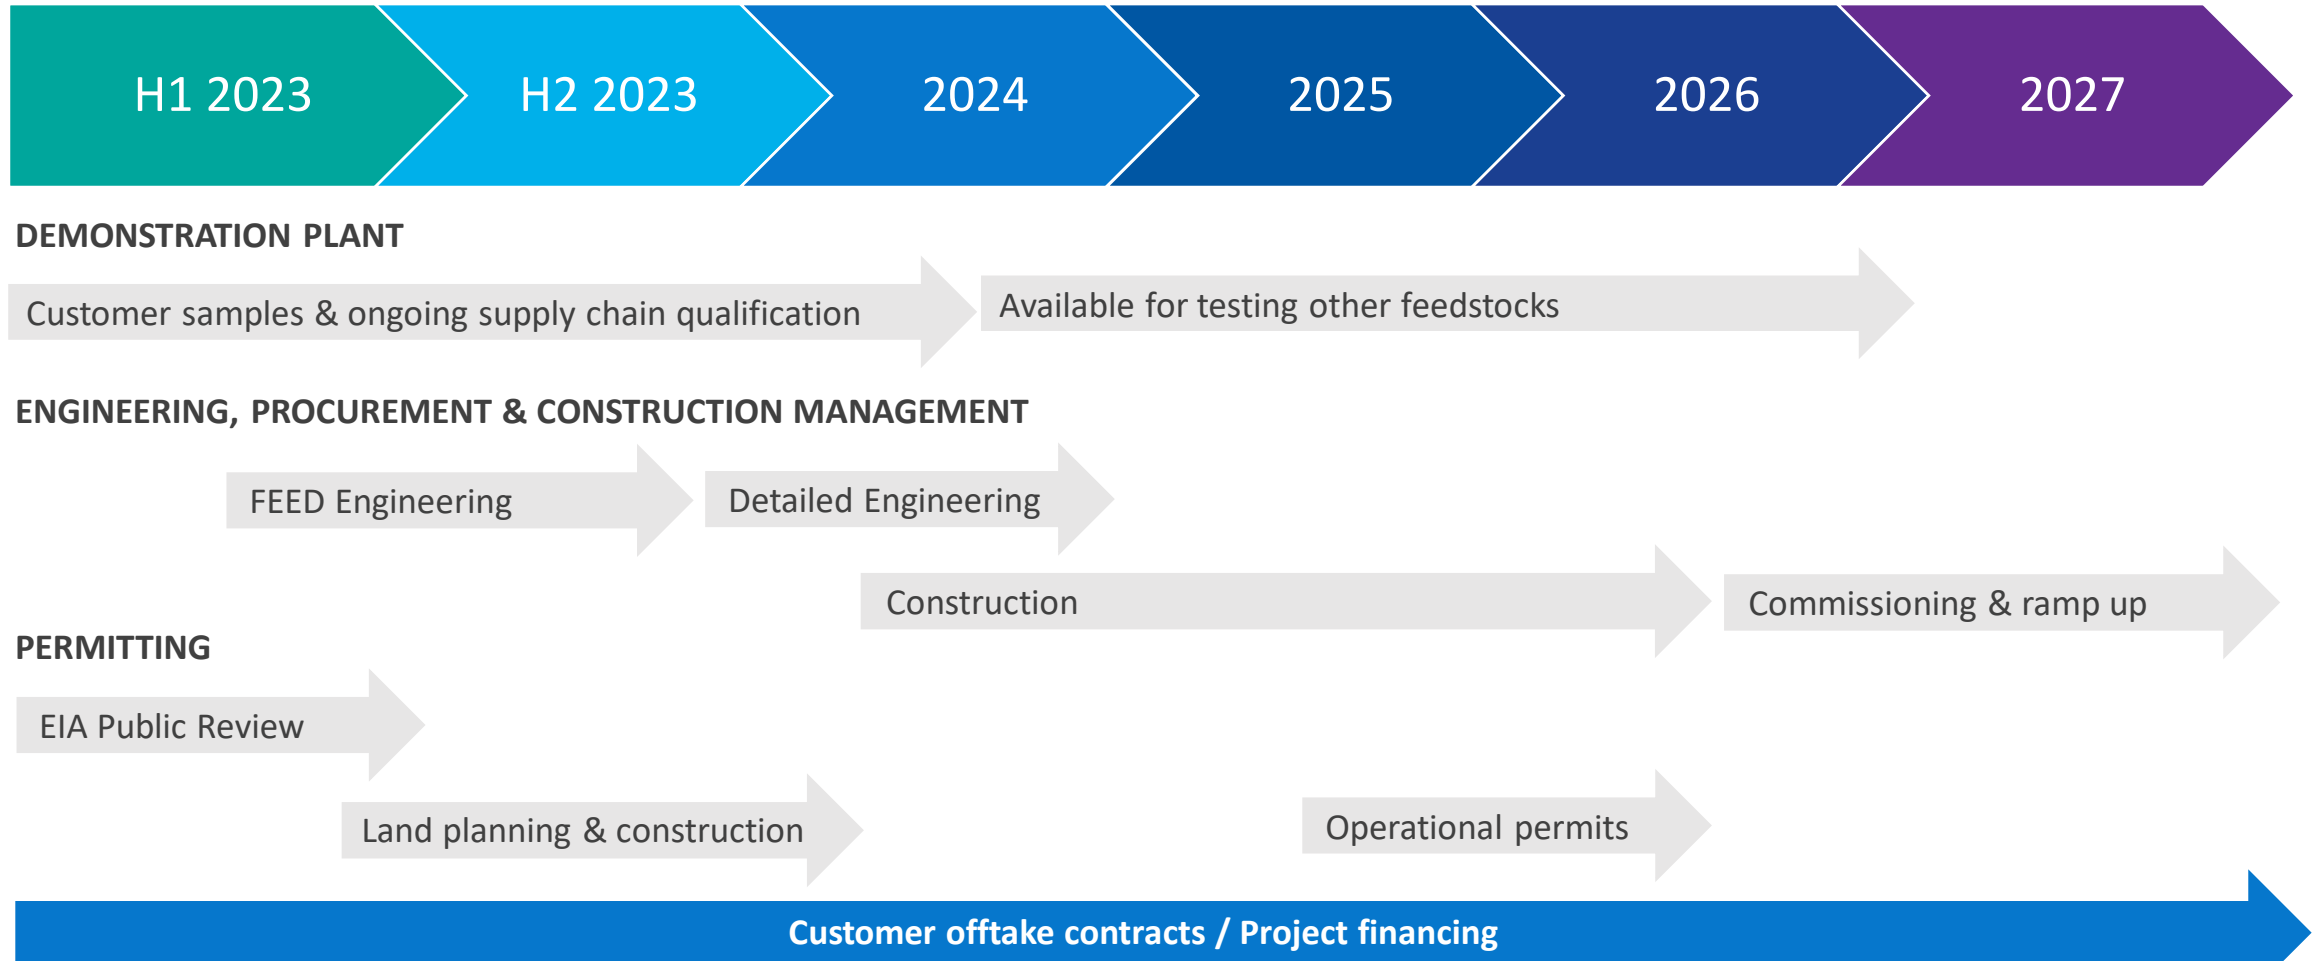 H1 2023
H2 2023
2024
2025
2026
2027
DEMONSTRATION PLANT
Customer samples & ongoing supply chain qualification
Available for testing other feedstocks
ENGINEERING, PROCUREMENT & CONSTRUCTION MANAGEMENT
FEED Engineering
Detailed Engineering
Construction
Commissioning & ramp up
PERMITTING
EIA Public Review
Land planning & construction
Operational permits
Customer offtake contracts / Project financing